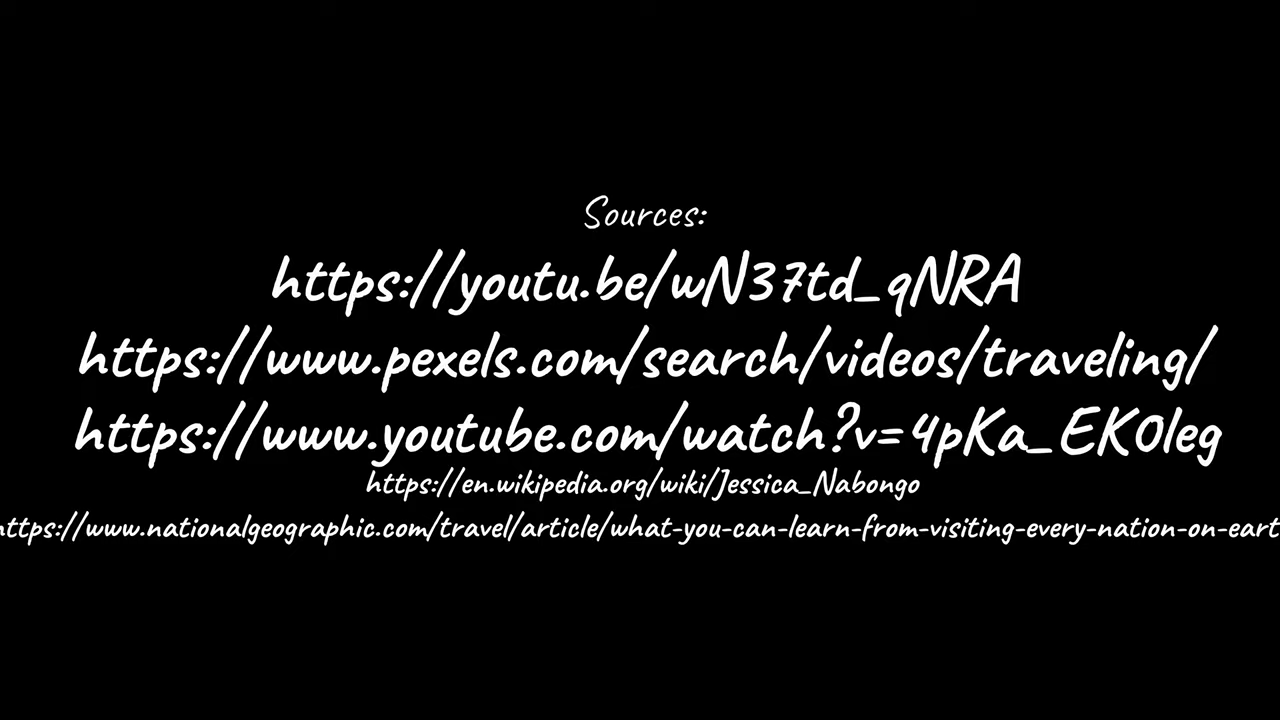 Sources:
https://youtu.be/wN37td_qNRA
https://www.pexels.com/search/videos/traveling/
https://www.youtube.com/watch?v=4pKa_EK0leg
https://en.wikipedia.org/wiki/Jessica_Nabongo
https://www.nationalgeographic.com/travel/article/what-you-can-learn-from-visiting-every-nation-on-eart